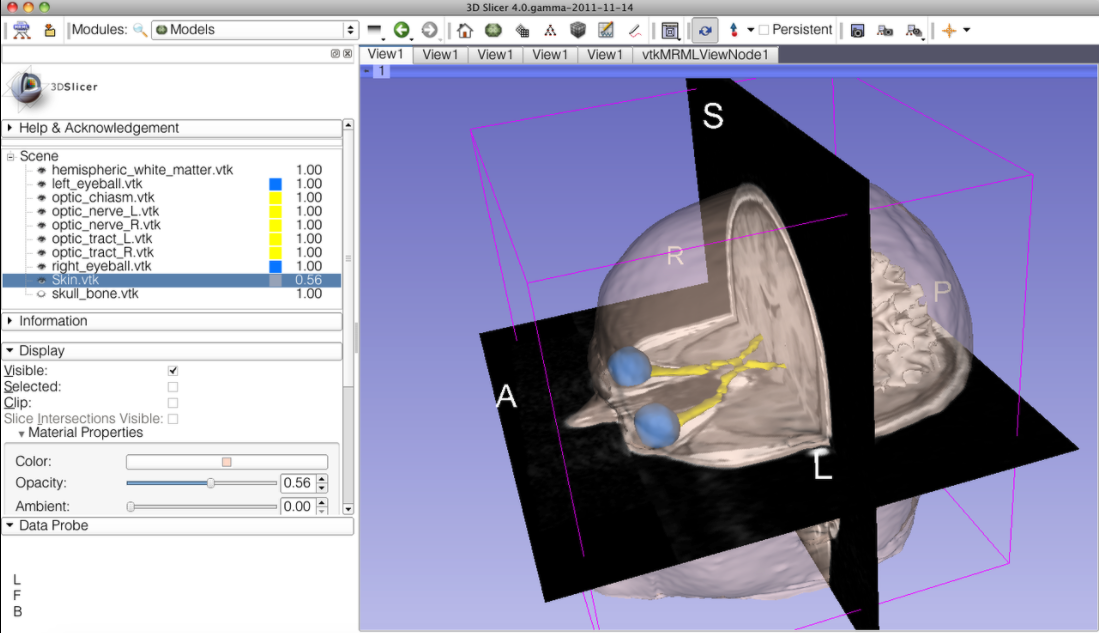 3D Slicer 4.0.gamma-2011-11-14
Modules: Models Persistent
View1 View1 View1 View1 View1 vtkMRMLViewNode1
1
3DSlicer
Help & Acknowledgement
Scene
hemispheric_white_matter.vtk 1.00
left_eyeball.vtk 1.00
optic_chiasm.vtk 1.00
optic_nerve_L.vtk 1.00
optic_nerve_R.vtk 1.00
optic_tract_L.vtk 1.00
optic_tract_R.vtk 1.00
right_eyeball.vtk 1.00
Skin.vtk 0.56
skull_bone.vtk 1.00
Information
Display
Visible:
Selected:
Clip:
Slice Intersections Visible:
Material Properties
Color:
Opacity: 0.56
Ambient: 0.00
Data Probe
L
F
B
S
R
P
A
L